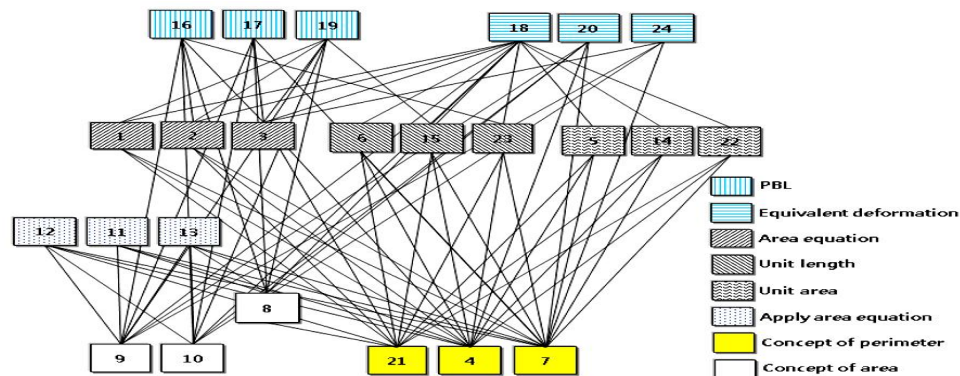 16 17 19 18 20 24
1 2 3 6 15 23 5 14 22
PBL
Equivalent deformation
12 11 13
Area equation
Unit length
Unit area
8
Apply area equation
Concept of perimeter
9 10 21 4 7
Concept of area